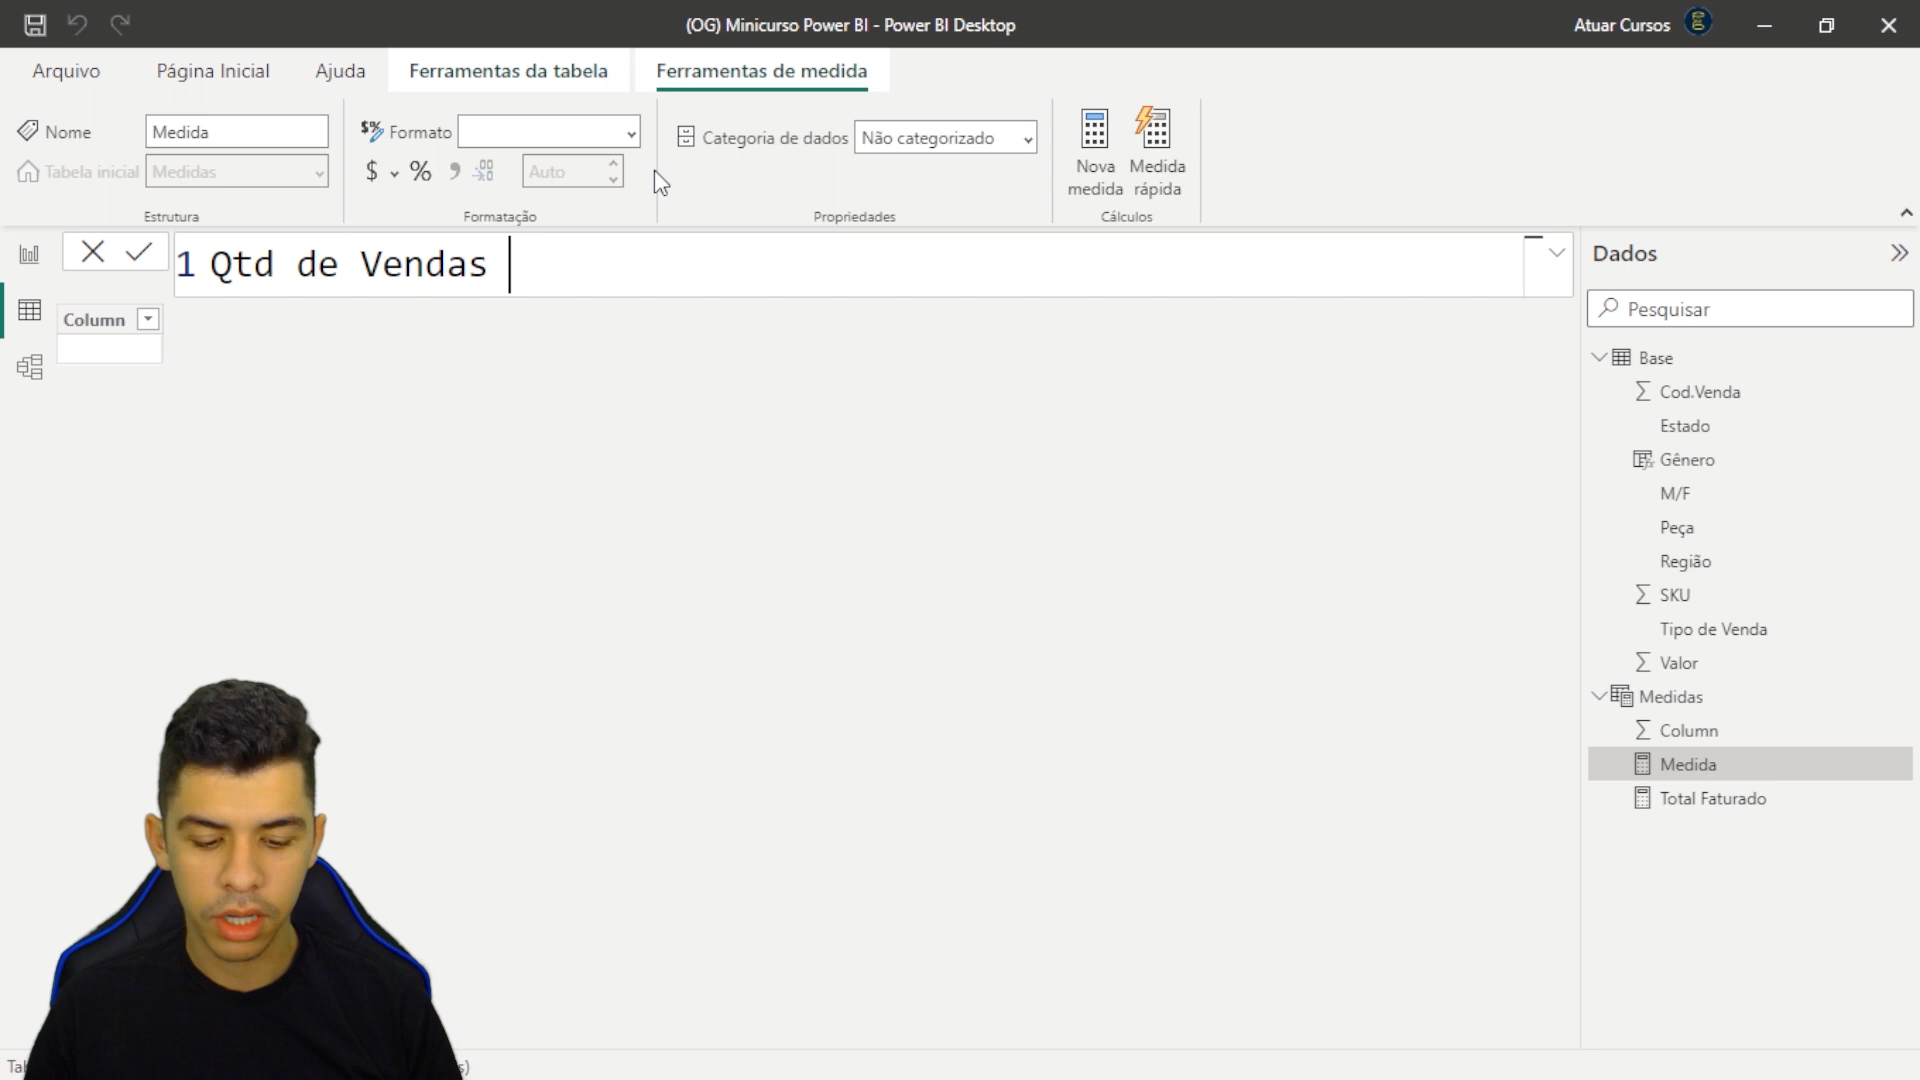 (OG) Minicurso Power BI - Power BI Desktop
Atuar Cursos
Arquivo
Página Inicial
Ajuda
Ferramentas da tabela
Ferramentas de medida
Nome
Medida
Formato
Categoria de dados
Não categorizado
Tabela inicial
Medidas
$
%
Auto
Nova medida
Medida rápida
Estrutura
Formatação
Propriedades
Cálculos
1 Qtd de Vendas
Column
Dados
Pesquisar
Base
Cod.Venda
Estado
Gênero
M/F
Peça
Região
SKU
Tipo de Venda
Valor
Medidas
Column
Medida
Total Faturado